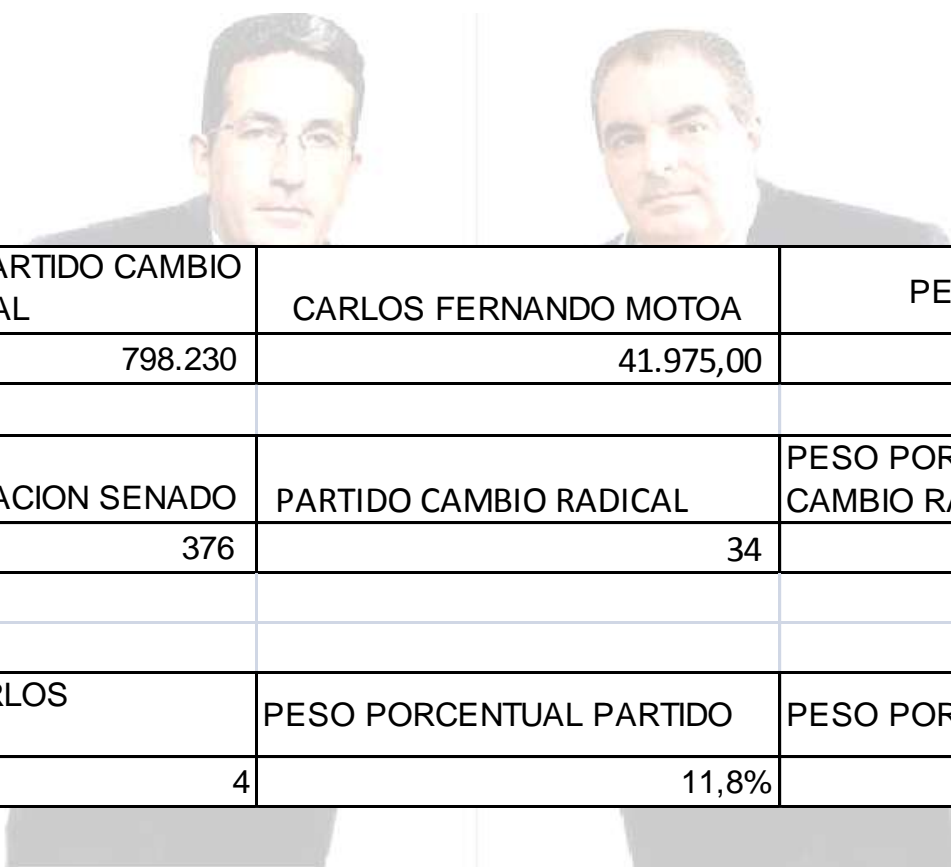 ARTIDO CAMBIO
AL
CARLOS FERNANDO MOTOA
PE
798.230
41.975,00
ACION SENADO
PARTIDO CAMBIO RADICAL
PESO POR
CAMBIO RA
376
34
RLOS
PESO PORCENTUAL PARTIDO
PESO POR
4
11,8%